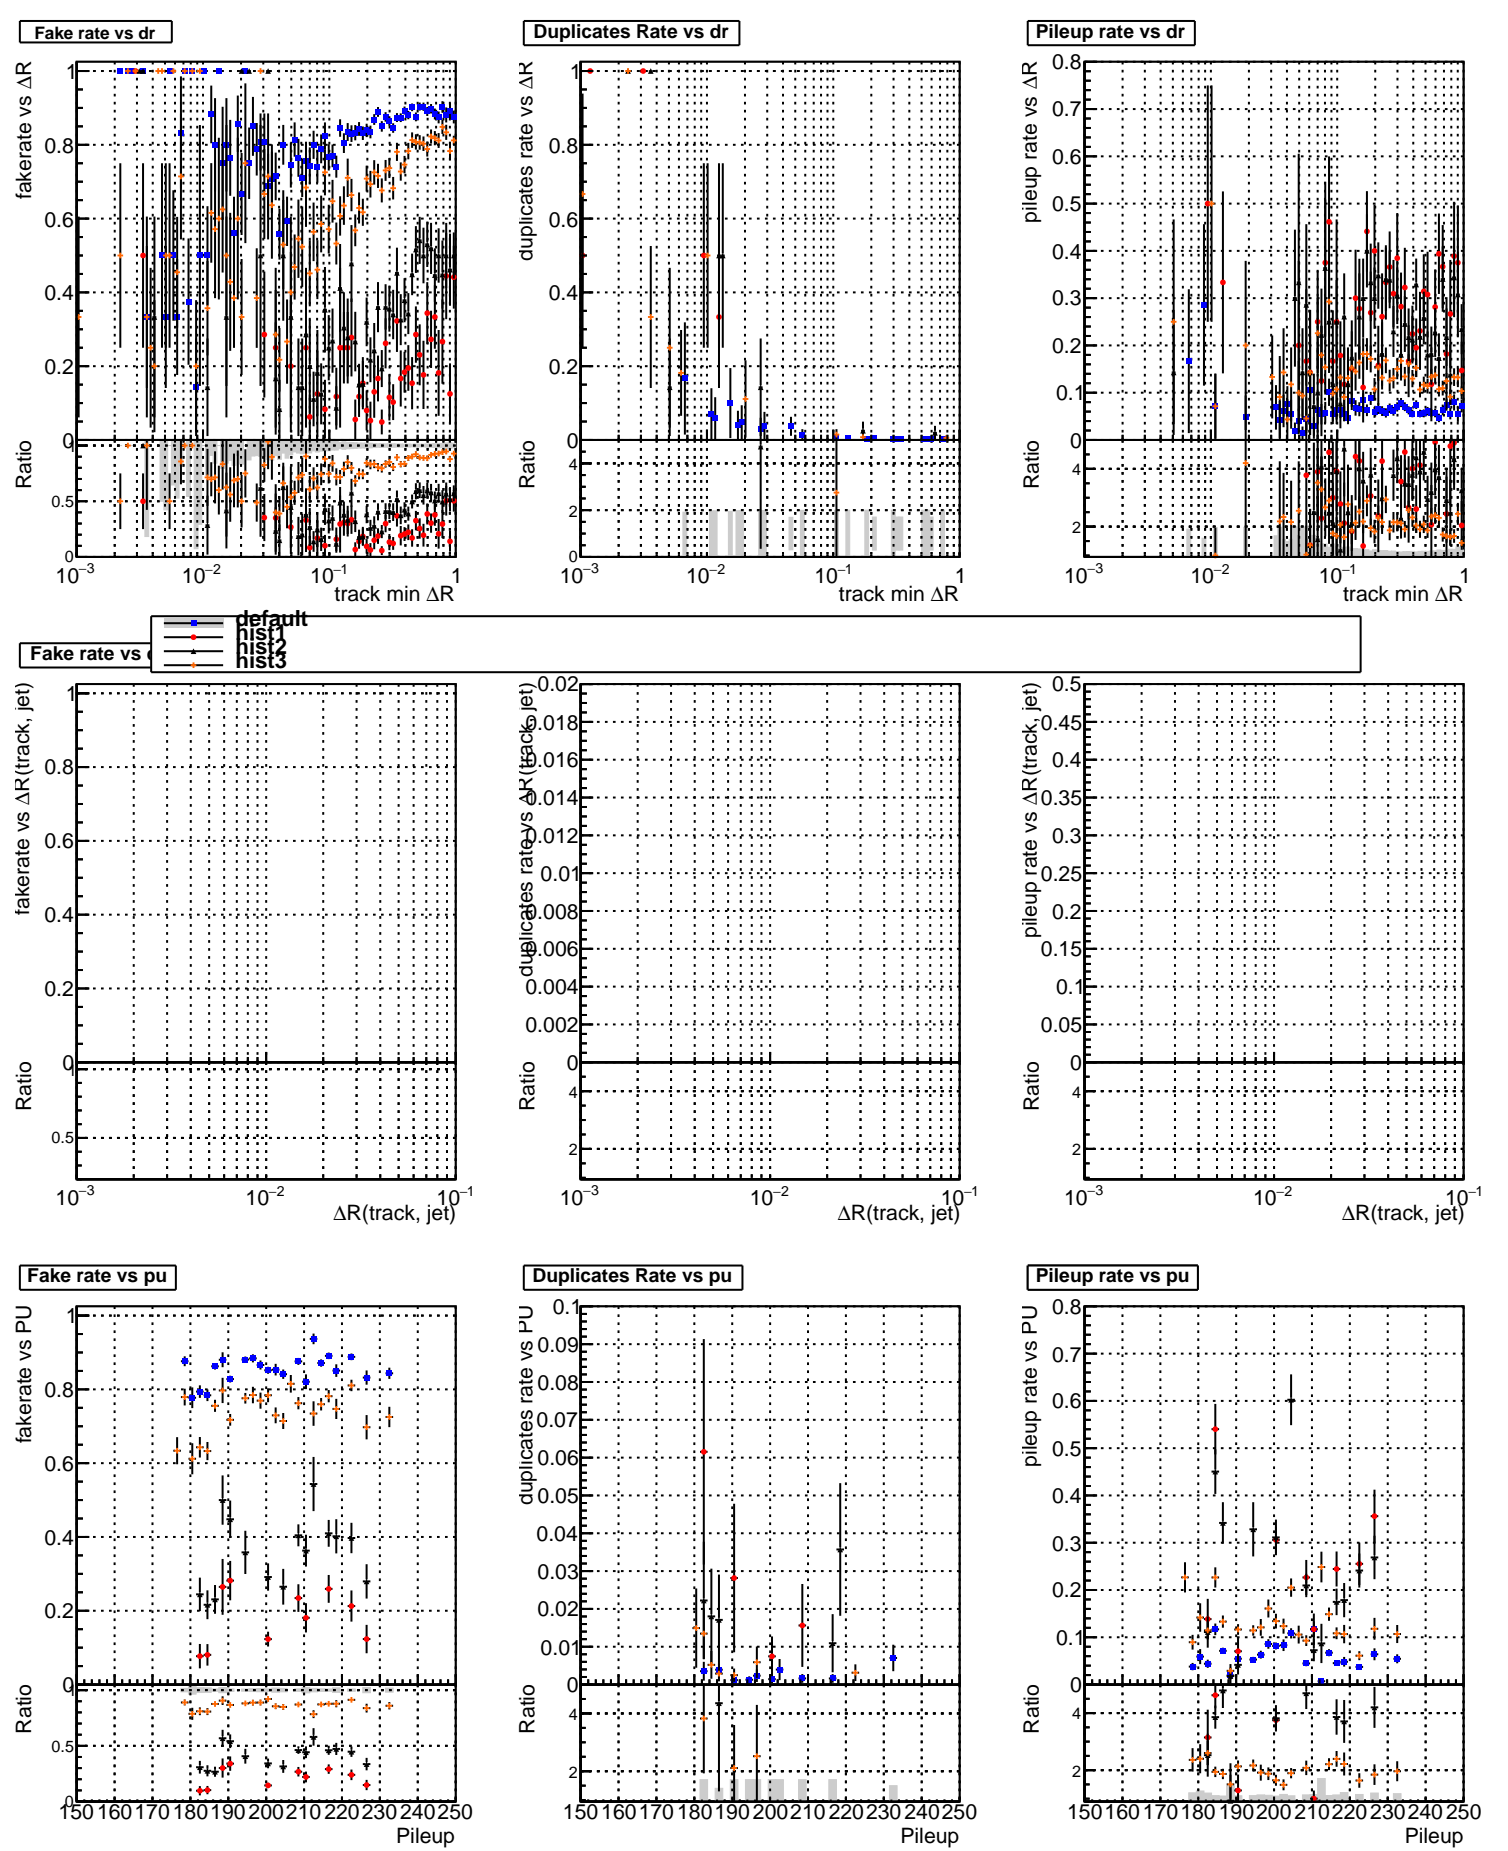 Fake rate vs dr
Duplicates Rate vs dr
Pileup rate vs dr
fakerate vs ΔR
1
0.8
0.6
0.4
0.2
0
Ratio
0.5
0
10−3
10−2
10−1
1
track min ΔR
duplicates rate vs ΔR
1
0.8
0.6
0.4
0.2
0
Ratio
4
2
0
10−3
10−2
10−1
1
track min ΔR
pileup rate vs ΔR
0.8
0.7
0.6
0.5
0.4
0.3
0.2
0.1
0
Ratio
4
2
10−3
10−2
10−1
1
track min ΔR
default
hist1
hist2
hist3
Fake rate vs
fakerate vs ΔR(track, jet)
1
0.8
0.6
0.4
0.2
0
Ratio
0.5
10−3
10−2
10−1
ΔR(track, jet)
duplicates rate vs ΔR(track, jet)
0.02
0.018
0.016
0.014
0.012
0.01
0.008
0.006
0.004
0.002
0
Ratio
4
2
10−3
10−2
10−1
ΔR(track, jet)
pileup rate vs ΔR(track, jet)
0.5
0.45
0.4
0.35
0.3
0.25
0.2
0.15
0.1
0.05
0
Ratio
4
2
10−3
10−2
10−1
ΔR(track, jet)
Fake rate vs pu
Duplicates Rate vs pu
Pileup rate vs pu
fakerate vs PU
1
0.8
0.6
0.4
0.2
0
Ratio
0.5
0
150 160 170 180 190 200 210 220 230 240 250
Pileup
duplicates rate vs PU
0.1
0.09
0.08
0.07
0.06
0.05
0.04
0.03
0.02
0.01
0
Ratio
4
2
150 160 170 180 190 200 210 220 230 240 250
Pileup
pileup rate vs PU
0.8
0.7
0.6
0.5
0.4
0.3
0.2
0.1
0
Ratio
4
2
150 160 170 180 190 200 210 220 230 240 250
Pileup